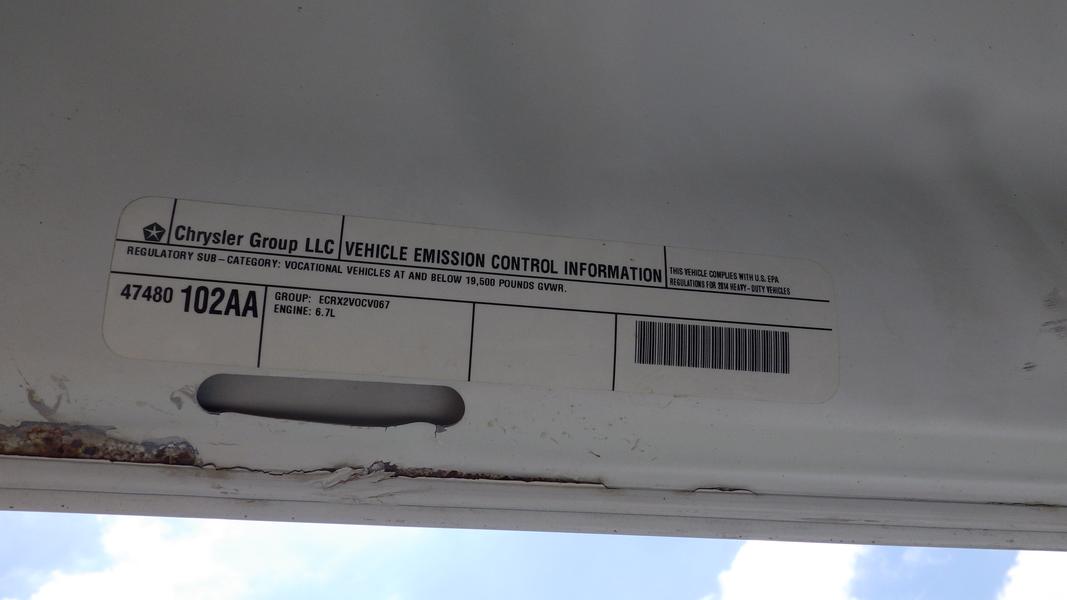 Chrysler Group LLC
VEHICLE EMISSION CONTROL INFORMATION
THIS VEHICLE COMPLIES WITH U.S. EPA
REGULATIONS FOR 2014 HEAVY-DUTY VEHICLES
REGULATORY SUB-CATEGORY: VOCATIONAL VEHICLES AT AND BELOW 19,500 POUNDS GVWR.
47480 102AA
GROUP: ECRX2VOCV067
ENGINE: 6.7L